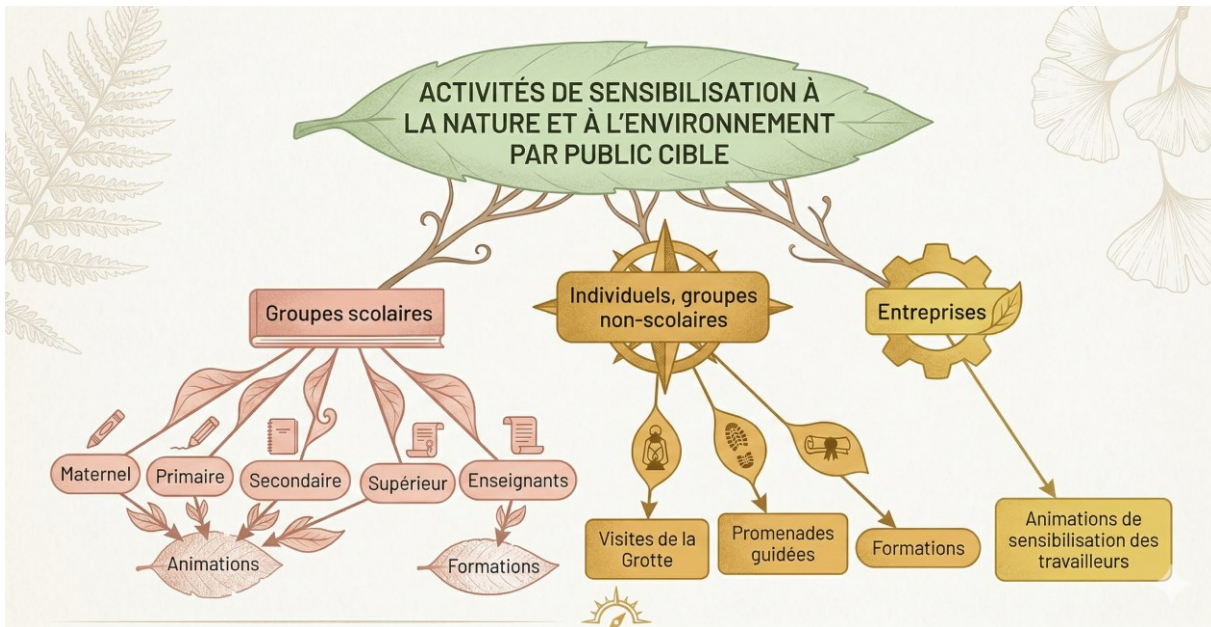 ACTIVITÉS DE SENSIBILISATION À
LA NATURE ET À L'ENVIRONNEMENT
PAR PUBLIC CIBLE
Groupes scolaires
Individuels, groupes
non-scolaires
Entreprises
Maternel
Primaire
Secondaire
Supérieur
Enseignants
Animations
Formations
Visites de la
Grotte
Promenades
guidées
Formations
Animations de
sensibilisation des
travailleurs